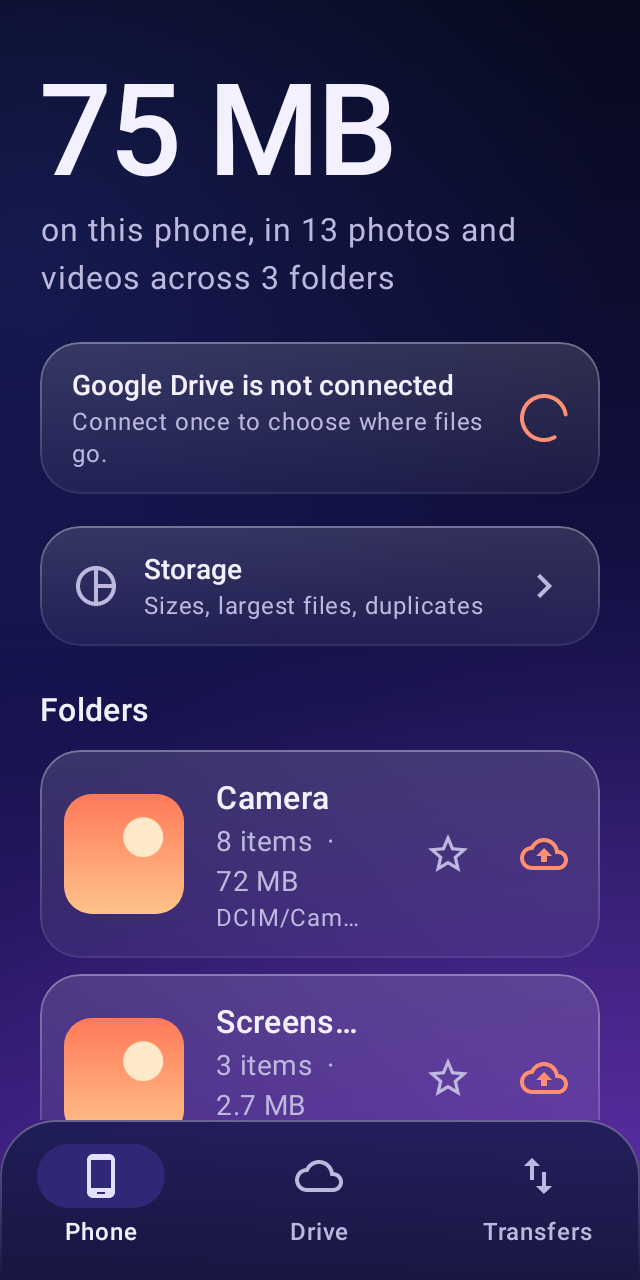 75 MB
on this phone, in 13 photos and
videos across 3 folders
Google Drive is not connected
Connect once to choose where files
go.
Storage
Sizes, largest files, duplicates
Folders
Camera
8 items ·
72 MB
DCIM/Cam…
Screens…
3 items ·
2.7 MB
Phone
Drive
Transfers